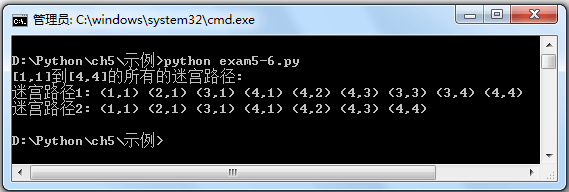 管理员: C:\windows\system32\cmd.exe
D:\Python\ch5\示例>python exam5-6.py
[1,1]到[4,4]的所有的迷宫路径:
迷宫路径1: (1,1) (2,1) (3,1) (4,1) (4,2) (4,3) (3,3) (3,4) (4,4)
迷宫路径2: (1,1) (2,1) (3,1) (4,1) (4,2) (4,3) (4,4)
D:\Python\ch5\示例>